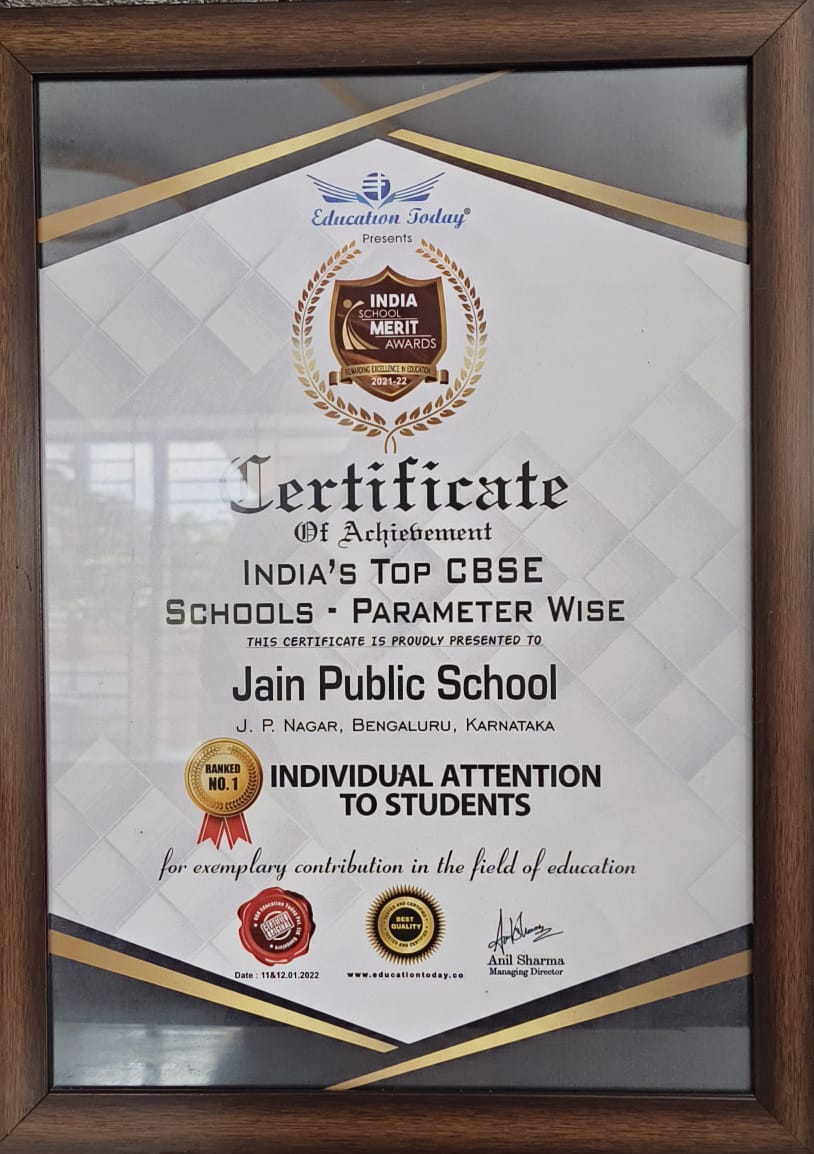 Education Today®
Presents
INDIA
SCHOOL
MERIT
AWARDS
REWARDING EXCELLENCE IN EDUCATION
2021-22
Certificate
Of Achievement
INDIA'S TOP CBSE
SCHOOLS - PARAMETER WISE
THIS CERTIFICATE IS PROUDLY PRESENTED TO
Jain Public School
J. P. NAGAR, BENGALURU, KARNATAKA
RANKED
NO. 1
INDIVIDUAL ATTENTION
TO STUDENTS
for exemplary contribution in the field of education
BEST
QUALITY
Date : 11&12.01.2022
www.educationtoday.co
Anil Sharma
Managing Director